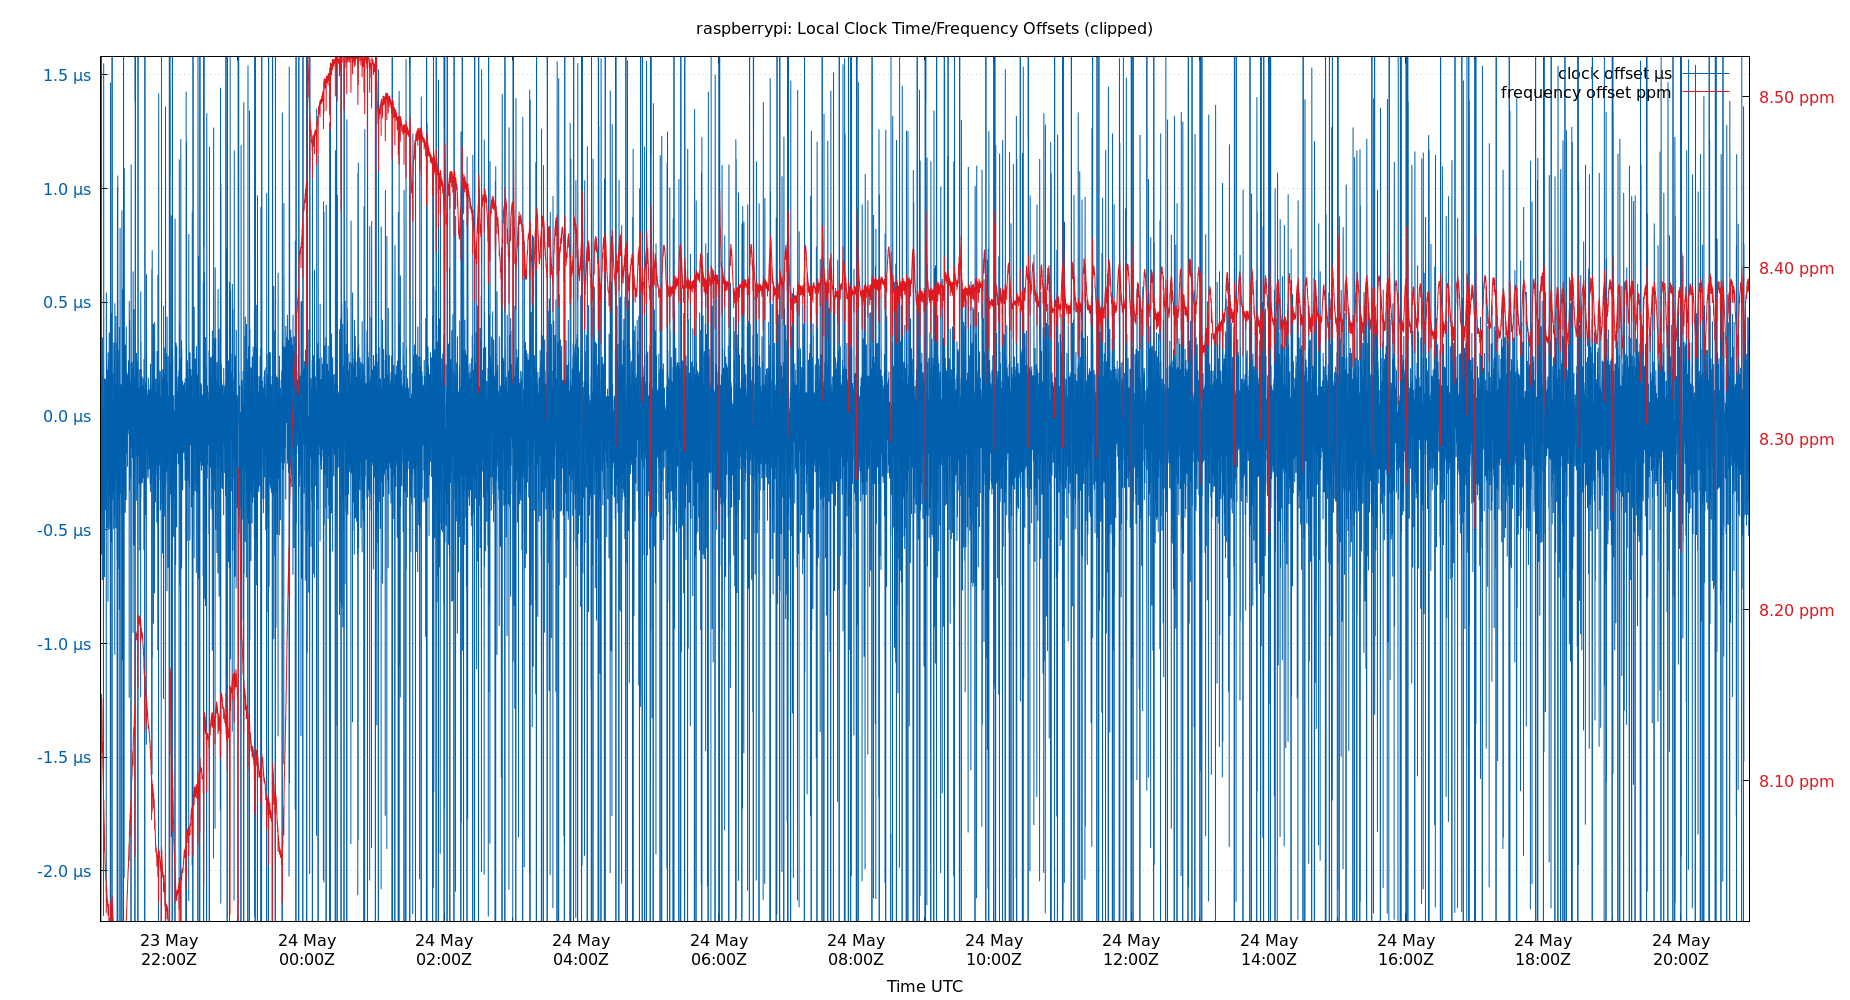 raspberrypi: Local Clock Time/Frequency Offsets (clipped)
clock offset µs
frequency offset ppm
1.5 µs
1.0 µs
0.5 µs
0.0 µs
-0.5 µs
-1.0 µs
-1.5 µs
-2.0 µs
8.50 ppm
8.40 ppm
8.30 ppm
8.20 ppm
8.10 ppm
23 May 24 May 24 May 24 May 24 May 24 May 24 May 24 May 24 May 24 May 24 May 24 May
22:00Z 00:00Z 02:00Z 04:00Z 06:00Z 08:00Z 10:00Z 12:00Z 14:00Z 16:00Z 18:00Z 20:00Z
Time UTC